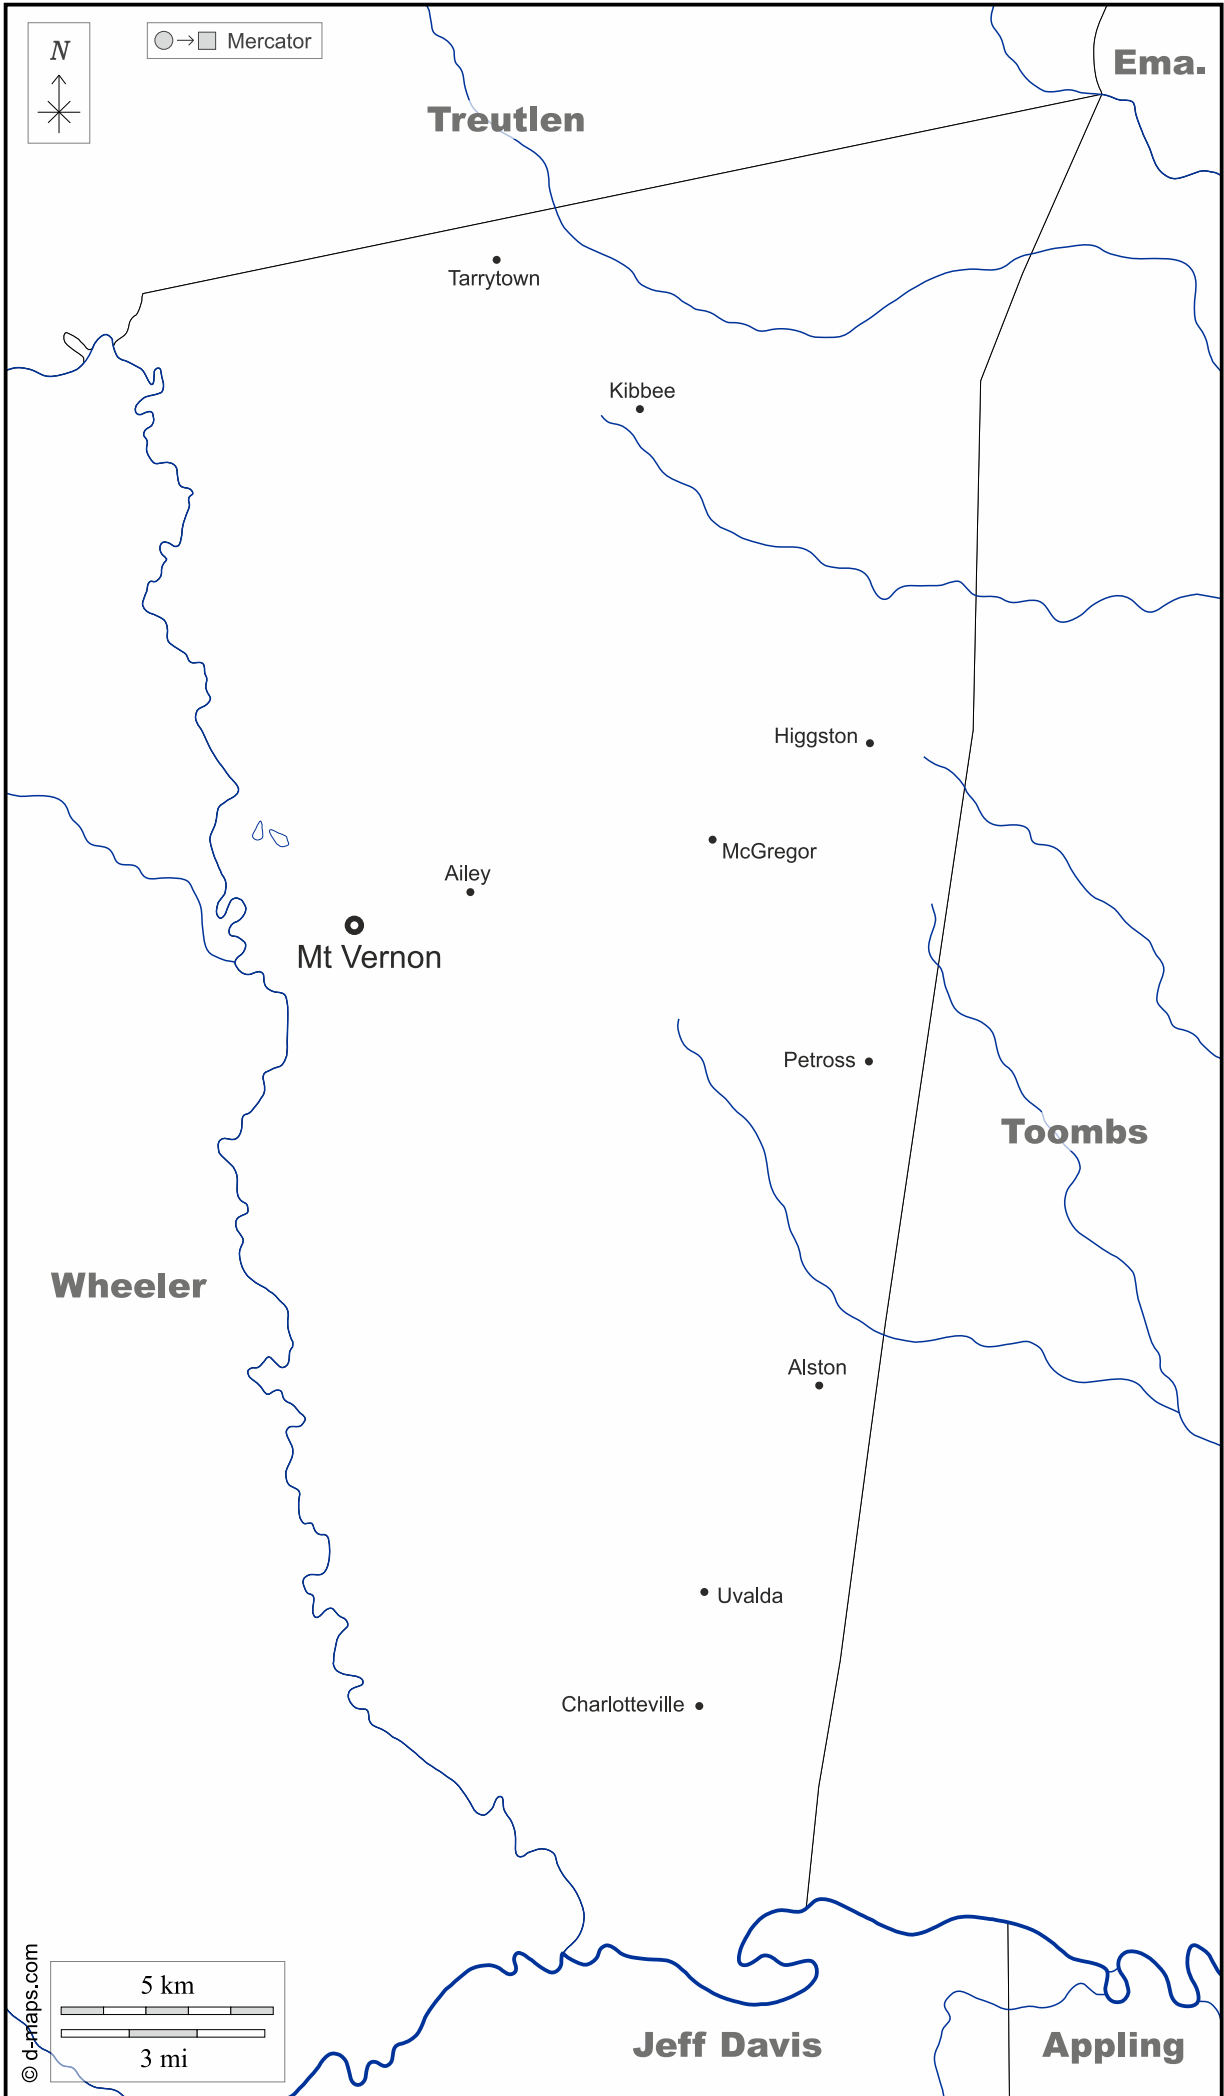 N
Mercator
Ema.
Treutlen
Tarrytown
Kibbee
Higgston
McGregor
Ailey
Mt Vernon
Petross
Toombs
Wheeler
Alston
Uvalda
Charlotteville
© d-maps.com
5 km
3 mi
Jeff Davis
Appling